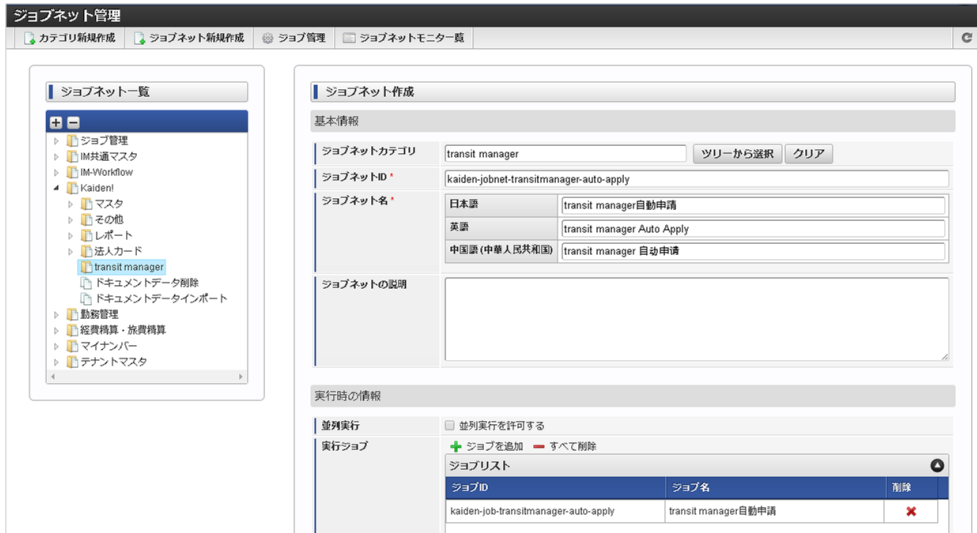 ジョブネット管理
カテゴリ新規作成 ジョブネット新規作成 ジョブ管理 ジョブネットモニタ一覧
ジョブネット一覧
ジョブ管理
IM共通マスタ
IM-Workflow
Kaiden!
マスタ
その他
レポート
法人カード
transit manager
ドキュメントデータ削除
ドキュメントデータインポート
勤務管理
経費精算・旅費精算
マイナンバー
テナントマスタ
ジョブネット作成
基本情報
ジョブネットカテゴリ transit manager ツリーから選択 クリア
ジョブネットID * kaiden-jobnet-transitmanager-auto-apply
ジョブネット名 * 日本語 transit manager自動申請
英語 transit manager Auto Apply
中国語(中華人民共和国) transit manager 自动申请
ジョブネットの説明
実行時の情報
並列実行 並列実行を許可する
実行ジョブ ジョブを追加 すべて削除
ジョブリスト
ジョブID ジョブ名 削除
kaiden-job-transitmanager-auto-apply transit manager自動申請